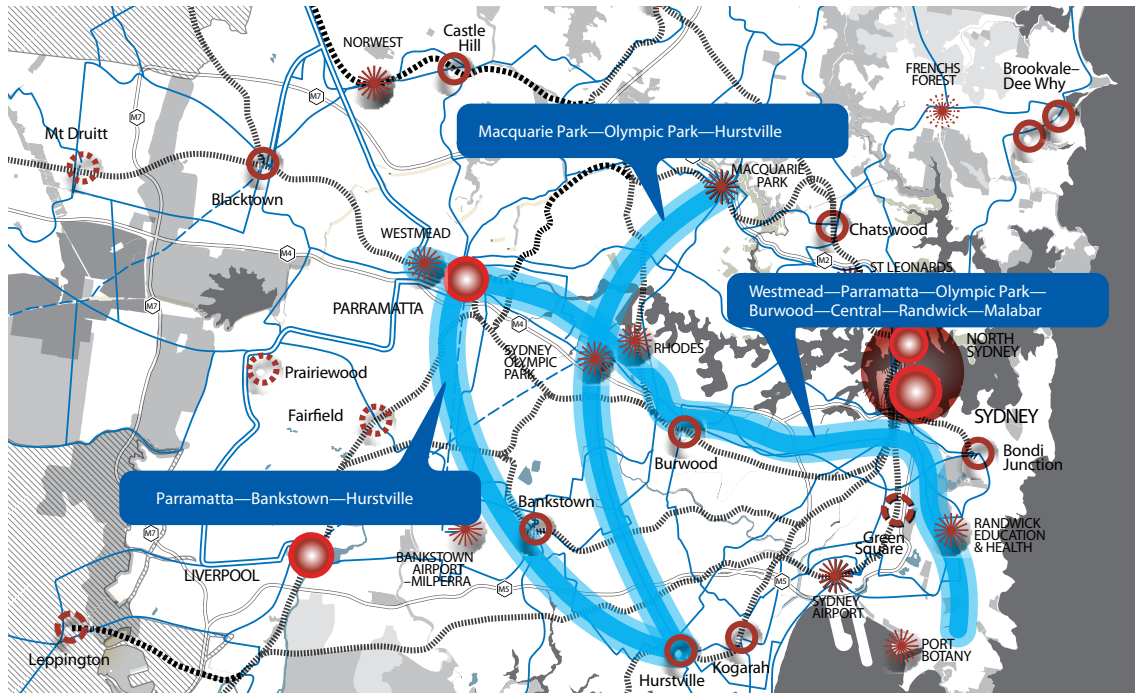 NORWEST
Castle
Hill
FRENCHS
FOREST
Brookvale–
Dee Why
M7
M7
Mt Druitt
Macquarie Park—Olympic Park—Hurstville
MACQUARIE
PARK
Blacktown
WESTMEAD
Chatswood
M4
M2
ST LEONARDS
Westmead—Parramatta—Olympic Park—
Burwood—Central—Randwick—Malabar
PARRAMATTA
M7
M4
SYDNEY
OLYMPIC
PARK
RHODES
NORTH
SYDNEY
Prairiewood
Fairfield
SYDNEY
Burwood
Bondi
Junction
Parramatta—Bankstown—Hurstville
Bankstown
M7
BANKSTOWN
AIRPORT
–MILPERRA
Green
Square
RANDWICK
EDUCATION
& HEALTH
LIVERPOOL
M5
M5
SYDNEY
AIRPORT
Leppington
Hurstville
Kogarah
PORT
BOTANY